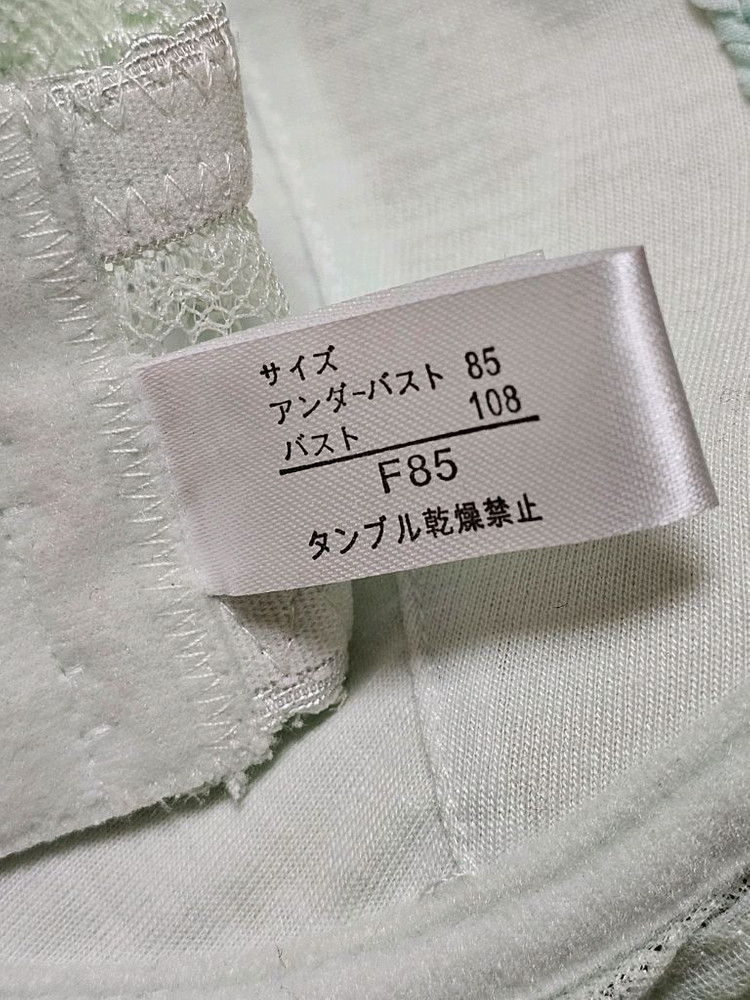 サイズ
アンダーバスト 85
バスト 108
F85
タンブル乾燥禁止